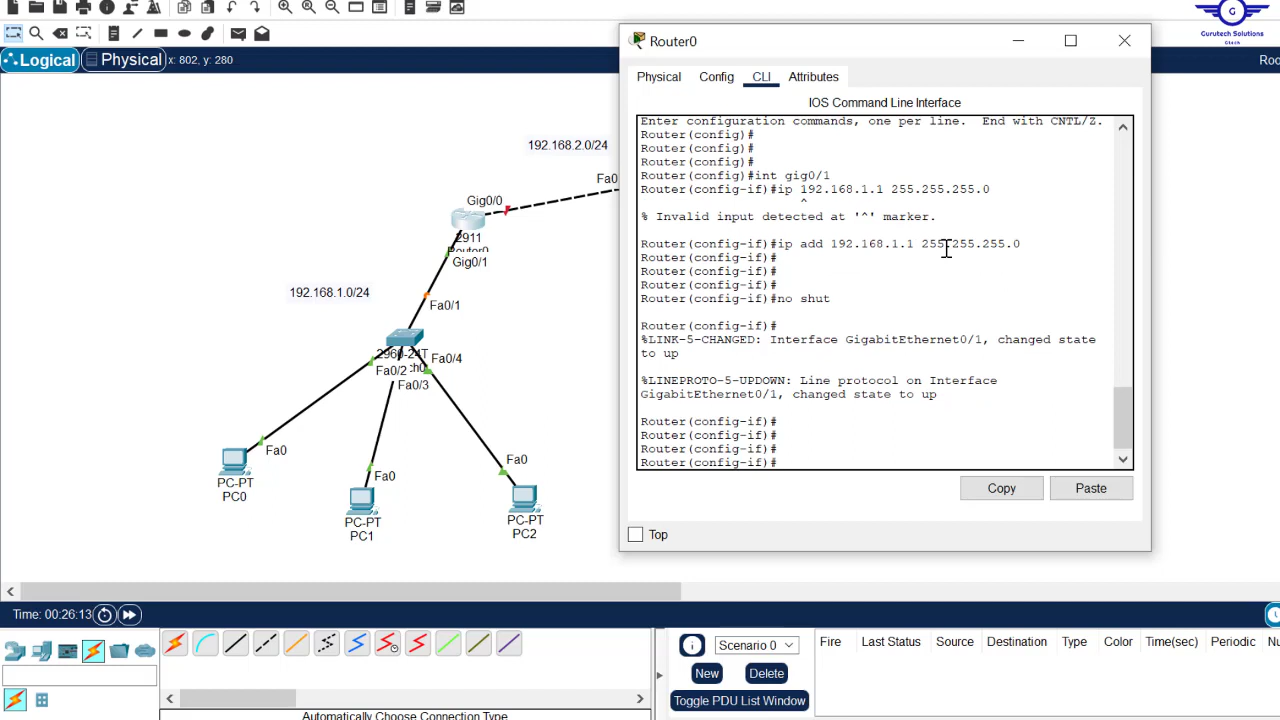 Gurutech Solutions
Gtech
Logical
Physical
x: 802, y: 280
Roo
192.168.2.0/24
Fa0
Gig0/0
2911
Router0
Gig0/1
192.168.1.0/24
Fa0/1
2960-24T
Fa0/4
Fa0/2
Fa0/3
Fa0
PC-PT
PC0
Fa0
PC-PT
PC1
Fa0
PC-PT
PC2
Router0
Physical
Config
CLI
Attributes
IOS Command Line Interface
Enter configuration commands, one per line. End with CNTL/Z.
Router(config)#
Router(config)#
Router(config)#
Router(config)#int gig0/1
Router(config-if)#ip 192.168.1.1 255.255.255.0
^
% Invalid input detected at '^' marker.
Router(config-if)#ip add 192.168.1.1 255.255.255.0
Router(config-if)#
Router(config-if)#
Router(config-if)#
Router(config-if)#no shut
Router(config-if)#
%LINK-5-CHANGED: Interface GigabitEthernet0/1, changed state
to up
%LINEPROTO-5-UPDOWN: Line protocol on Interface
GigabitEthernet0/1, changed state to up
Router(config-if)#
Router(config-if)#
Router(config-if)#
Router(config-if)#
Copy
Paste
Top
Time: 00:26:13
Scenario 0
New
Delete
Toggle PDU List Window
Fire
Last Status
Source
Destination
Type
Color
Time(sec)
Periodic
Nu
Automatically Choose Connection Type